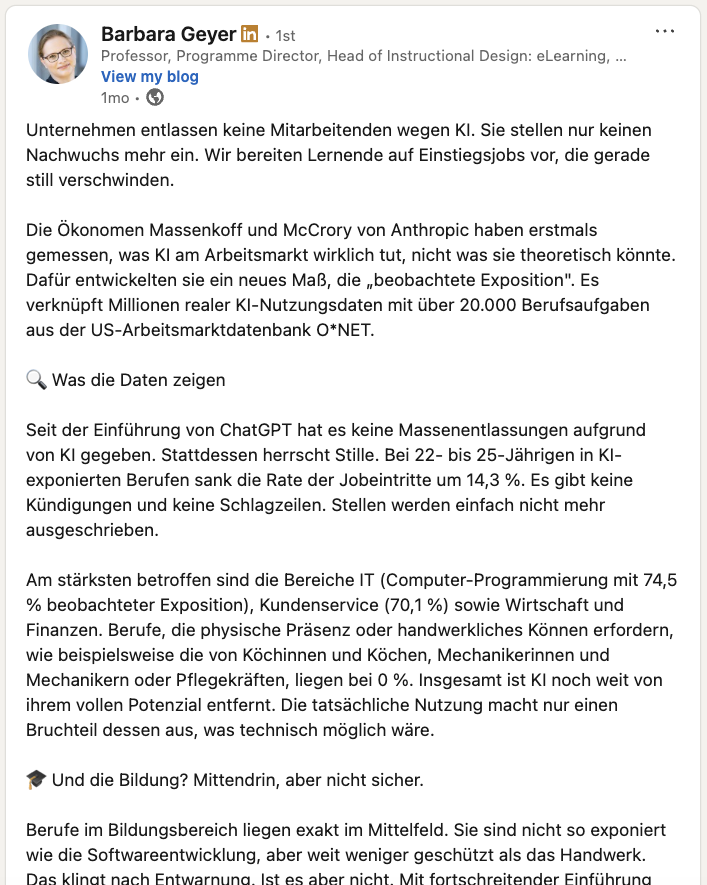 Barbara Geyer in • 1st
Professor, Programme Director, Head of Instructional Design: eLearning, ...
View my blog
1mo •
Unternehmen entlassen keine Mitarbeitenden wegen KI. Sie stellen nur keinen
Nachwuchs mehr ein. Wir bereiten Lernende auf Einstiegsjobs vor, die gerade
still verschwinden.
Die Ökonomen Massenkoff und McCrory von Anthropic haben erstmals
gemessen, was KI am Arbeitsmarkt wirklich tut, nicht was sie theoretisch könnte.
Dafür entwickelten sie ein neues Maß, die „beobachtete Exposition". Es
verknüpft Millionen realer KI-Nutzungsdaten mit über 20.000 Berufsaufgaben
aus der US-Arbeitsmarktdatenbank O*NET.
🔍 Was die Daten zeigen
Seit der Einführung von ChatGPT hat es keine Massenentlassungen aufgrund
von KI gegeben. Stattdessen herrscht Stille. Bei 22- bis 25-Jährigen in KI-
exponierten Berufen sank die Rate der Jobeintritte um 14,3 %. Es gibt keine
Kündigungen und keine Schlagzeilen. Stellen werden einfach nicht mehr
ausgeschrieben.
Am stärksten betroffen sind die Bereiche IT (Computer-Programmierung mit 74,5
% beobachteter Exposition), Kundenservice (70,1 %) sowie Wirtschaft und
Finanzen. Berufe, die physische Präsenz oder handwerkliches Können erfordern,
wie beispielsweise die von Köchinnen und Köchen, Mechanikerinnen und
Mechanikern oder Pflegekräften, liegen bei 0 %. Insgesamt ist KI noch weit von
ihrem vollen Potenzial entfernt. Die tatsächliche Nutzung macht nur einen
Bruchteil dessen aus, was technisch möglich wäre.
🎓 Und die Bildung? Mittendrin, aber nicht sicher.
Berufe im Bildungsbereich liegen exakt im Mittelfeld. Sie sind nicht so exponiert
wie die Softwareentwicklung, aber weit weniger geschützt als das Handwerk.
Das klingt nach Entwarnung. Ist es aber nicht. Mit fortschreitender Einführung